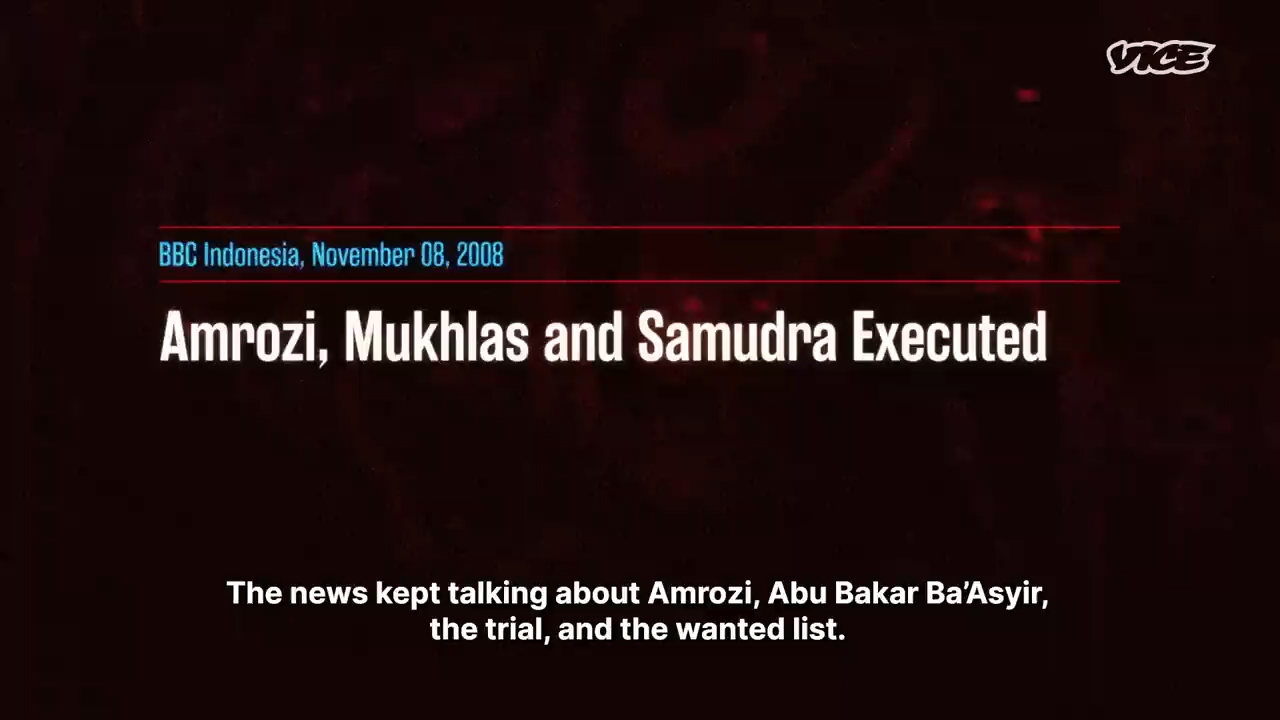 VICE
BBC Indonesia, November 08, 2008
Amrozi, Mukhlas and Samudra Executed
The news kept talking about Amrozi, Abu Bakar Ba’Asyir,
the trial, and the wanted list.